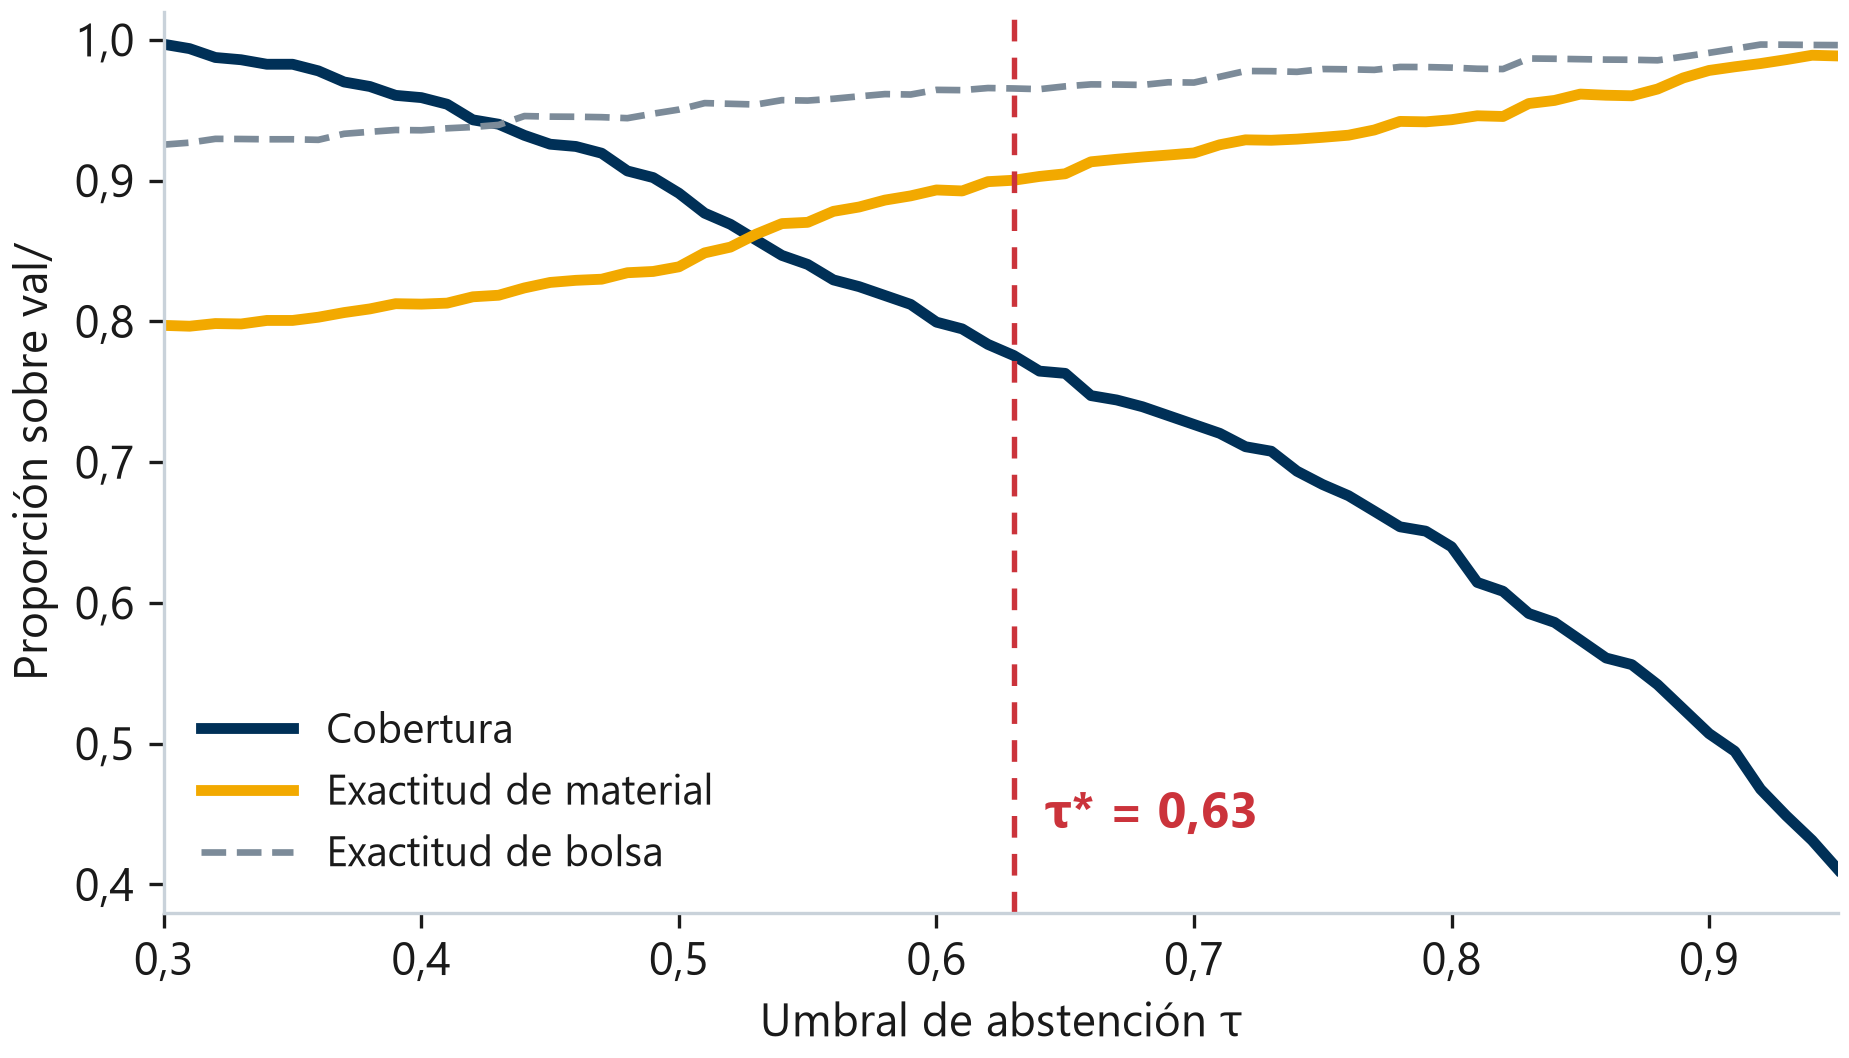 Proporción sobre val/
1,0
0,9
0,8
0,7
0,6
0,5
0,4
Cobertura
Exactitud de material
Exactitud de bolsa
τ* = 0,63
0,3 0,4 0,5 0,6 0,7 0,8 0,9
Umbral de abstención τ